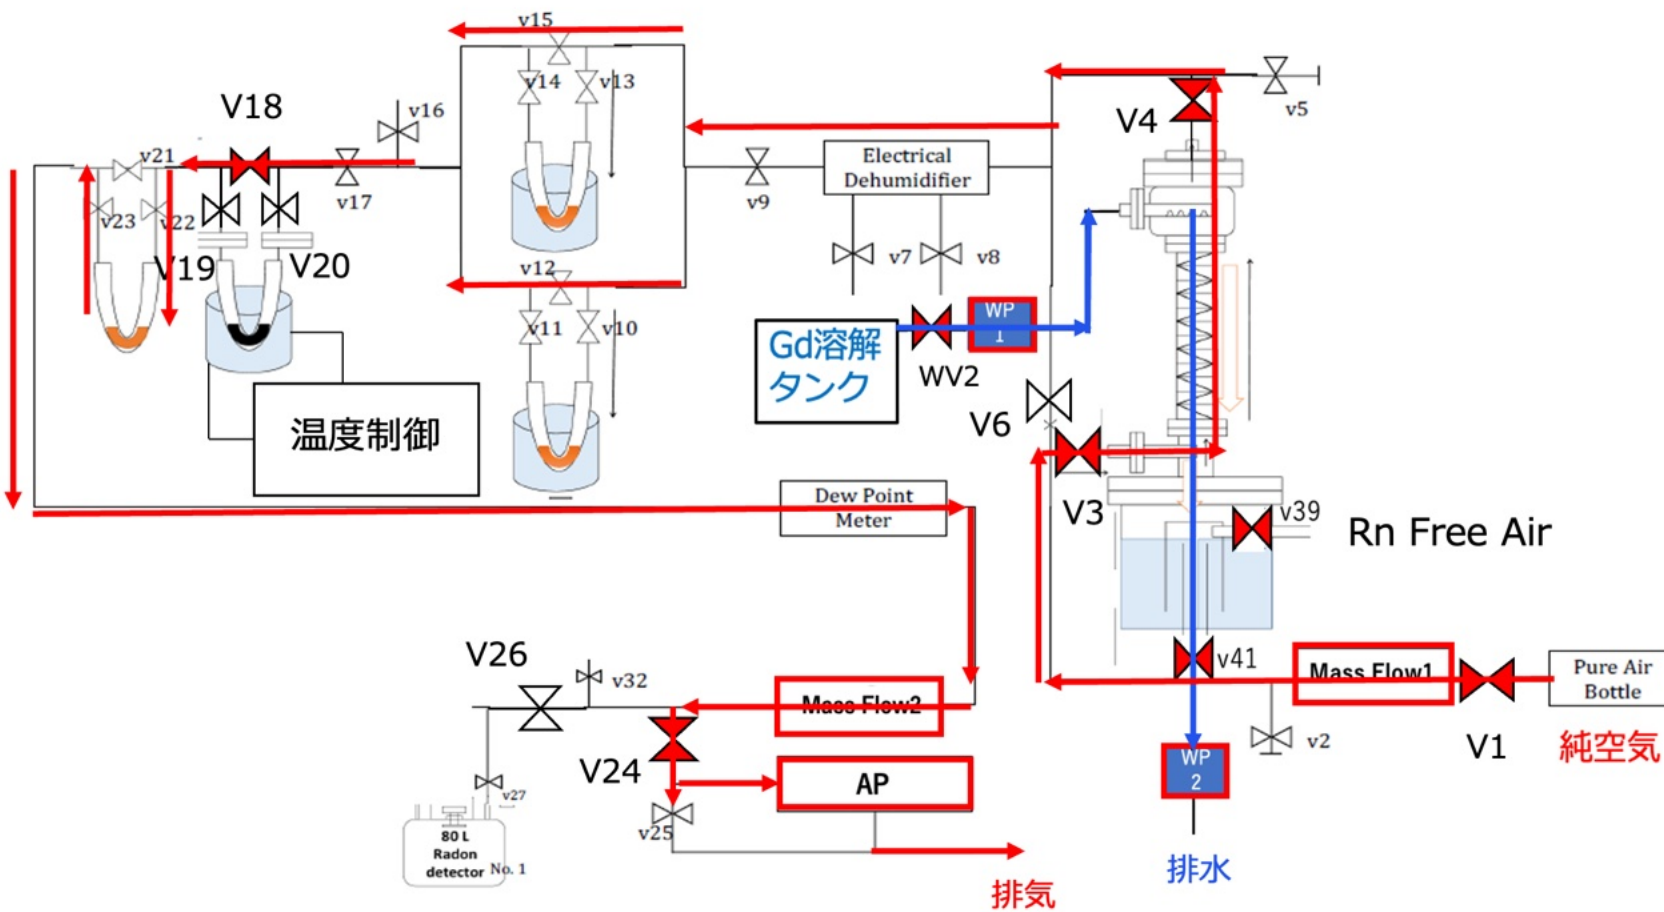 v15
v14
v13
v5
V4
V18
v16
v21
v17
v23
v22
V19
V20
Electrical
Dehumidifier
v9
v7
v8
v12
v11
v10
WP
1
Gd溶解
タンク
WV2
V6
V3
v39
Rn Free Air
温度制御
Dew Point
Meter
V26
v32
Mass Flow2
v41
Mass Flow1
Pure Air
Bottle
V24
AP
v2
V1
純空気
WP
2
v27
v25
80 L
Radon
detector
No. 1
排水
排気